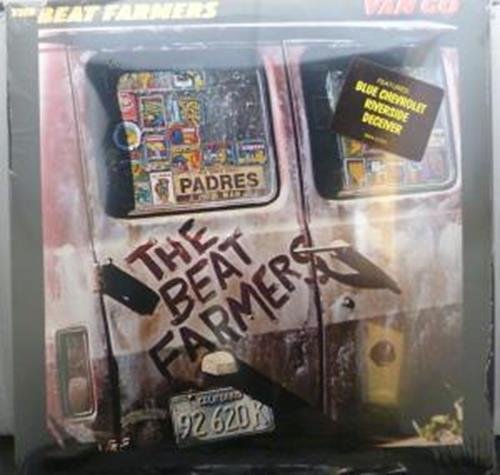 THE BEAT FARMERS
VAN GO
FEATURES:
BLUE CHEVROLET
RIVERSIDE
DECEIVER
PADRES
THE
BEAT
FARMERS
CALIFORNIA
92 620 K